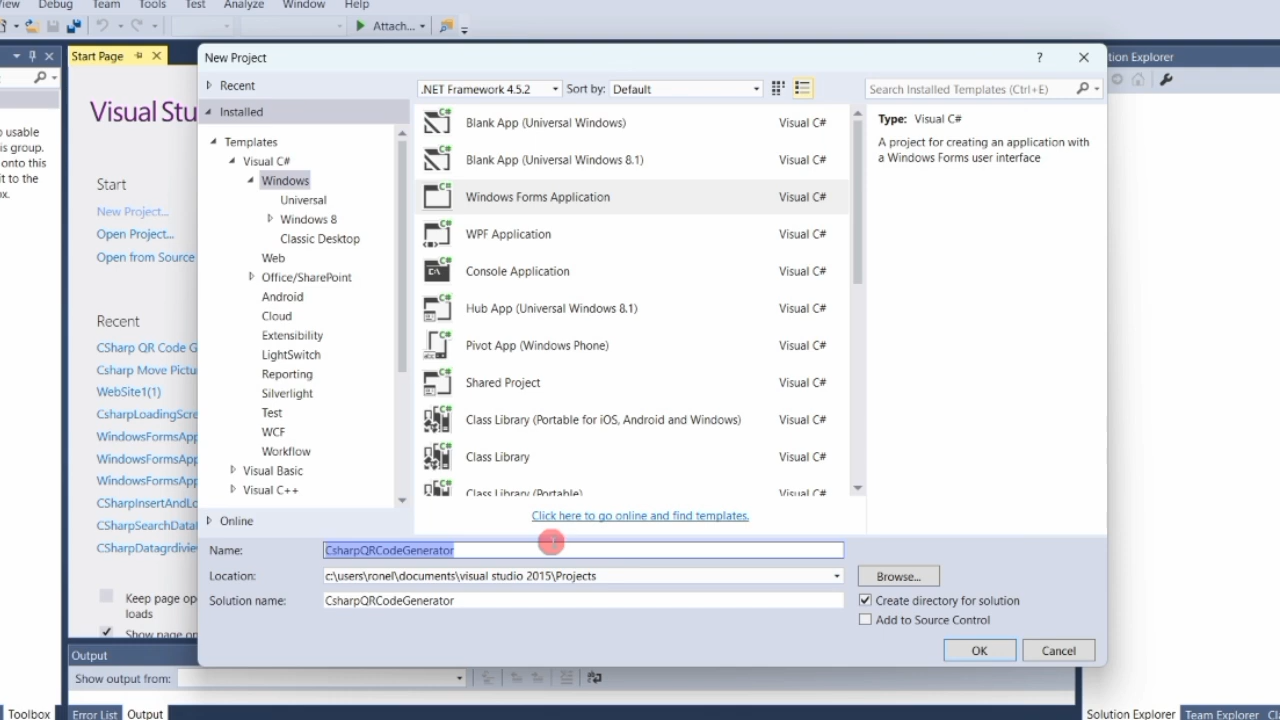 View Debug Team Tools Test Analyze Window Help
Attach...
Start Page
Solution Explorer
New Project
Recent
Installed
.NET Framework 4.5.2
Sort by: Default
Search Installed Templates (Ctrl+E)
Templates
Visual C#
Windows
Universal
Windows 8
Classic Desktop
Web
Office/SharePoint
Android
Cloud
Extensibility
LightSwitch
Reporting
Silverlight
Test
WCF
Workflow
Visual Basic
Visual C++
Online
Blank App (Universal Windows) Visual C#
Blank App (Universal Windows 8.1) Visual C#
Windows Forms Application Visual C#
WPF Application Visual C#
Console Application Visual C#
Hub App (Universal Windows 8.1) Visual C#
Pivot App (Windows Phone) Visual C#
Shared Project Visual C#
Class Library (Portable for iOS, Android and Windows) Visual C#
Class Library Visual C#
Class Library (Portable) Visual C#
Click here to go online and find templates.
Type: Visual C#
A project for creating an application with
a Windows Forms user interface
Name: CsharpQRCodeGenerator
Location: c:\users\ronel\documents\visual studio 2015\Projects
Browse...
Solution name: CsharpQRCodeGenerator
Create directory for solution
Add to Source Control
OK
Cancel
usable
is group.
onto this
it to the
x.
Visual Stu
Start
New Project...
Open Project...
Open from Source
Recent
CSharp QR Code G
Csharp Move Pictu
WebSite1(1)
CsharpLoadingScre
WindowsFormsApp
WindowsFormsApp
WindowsFormsApp
CSharpInsertAndLo
CSharpSearchDatal
CSharpDatagrdivie
Keep page op
loads
Show page on
Output
Show output from:
Toolbox
Error List
Output
Solution Explorer
Team Explorer